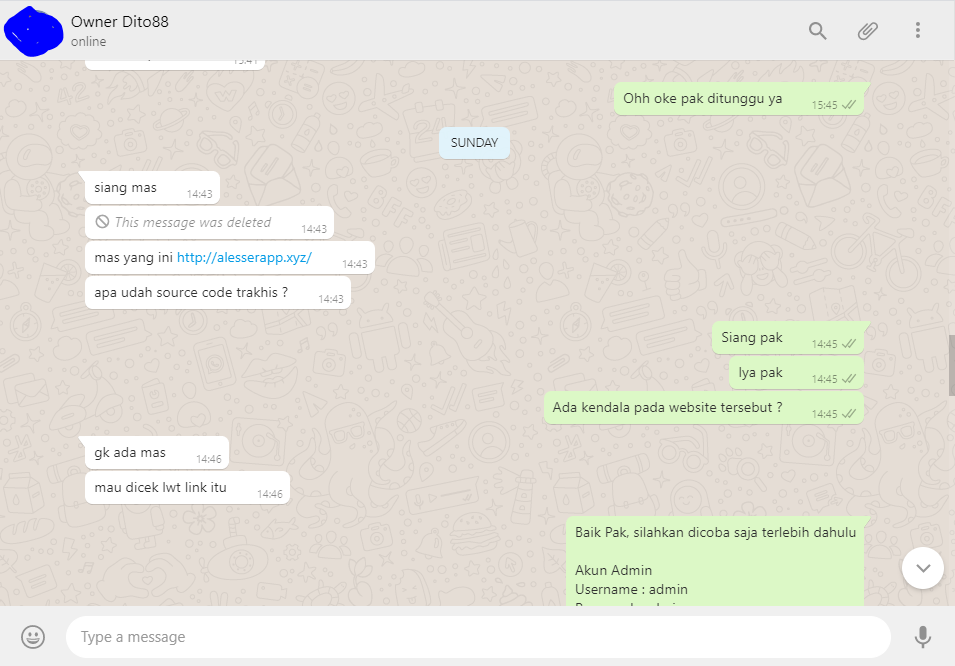 Owner Dito88
online
15:41
Ohh oke pak ditunggu ya 15:45
SUNDAY
siang mas 14:43
This message was deleted 14:43
mas yang ini http://alesserapp.xyz/ 14:43
apa udah source code trakhis ? 14:43
Siang pak 14:45
Iya pak 14:45
Ada kendala pada website tersebut ? 14:45
gk ada mas 14:46
mau dicek lwt link itu 14:46
Baik Pak, silahkan dicoba saja terlebih dahulu
Akun Admin
Username : admin
Type a message